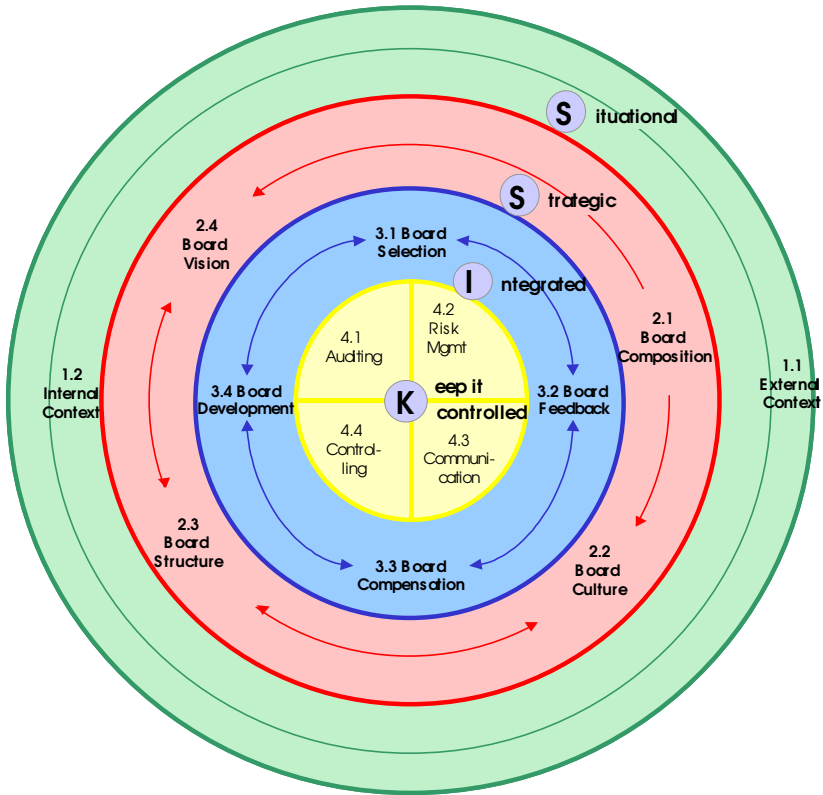 S ituational
S trategic
2.4
Board
Vision
3.1 Board
Selection
I ntegrated
4.2
Risk
Mgmt
4.1
Auditing
2.1
Board
Composition
1.1
External
Context
1.2
Internal
Context
3.4 Board
Development
K eep it
controlled
3.2 Board
Feedback
4.4
Control-
ling
4.3
Communi-
cation
2.3
Board
Structure
2.2
Board
Culture
3.3 Board
Compensation